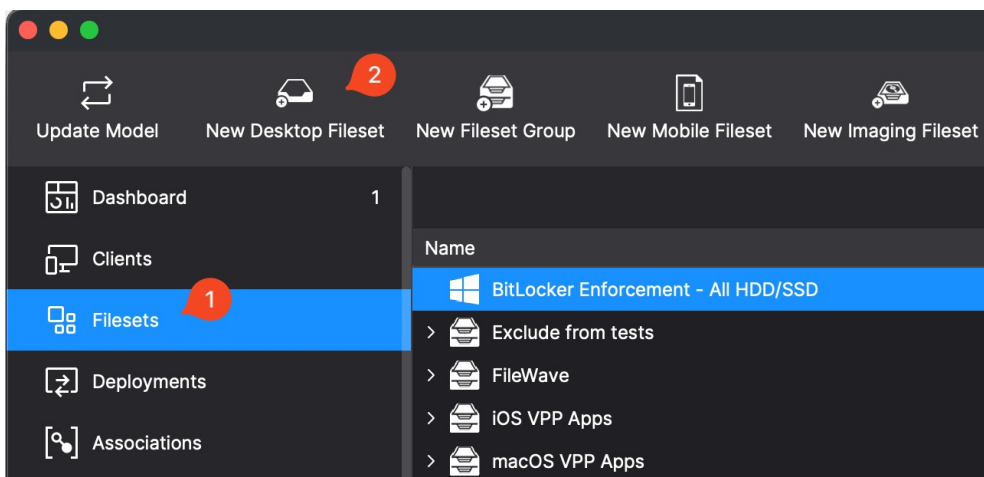 2
Update Model New Desktop Fileset New Fileset Group New Mobile Fileset New Imaging Fileset
Dashboard 1
Name
Clients
BitLocker Enforcement - All HDD/SSD
1
Filesets
Exclude from tests
FileWave
Deployments
iOS VPP Apps
Associations
macOS VPP Apps